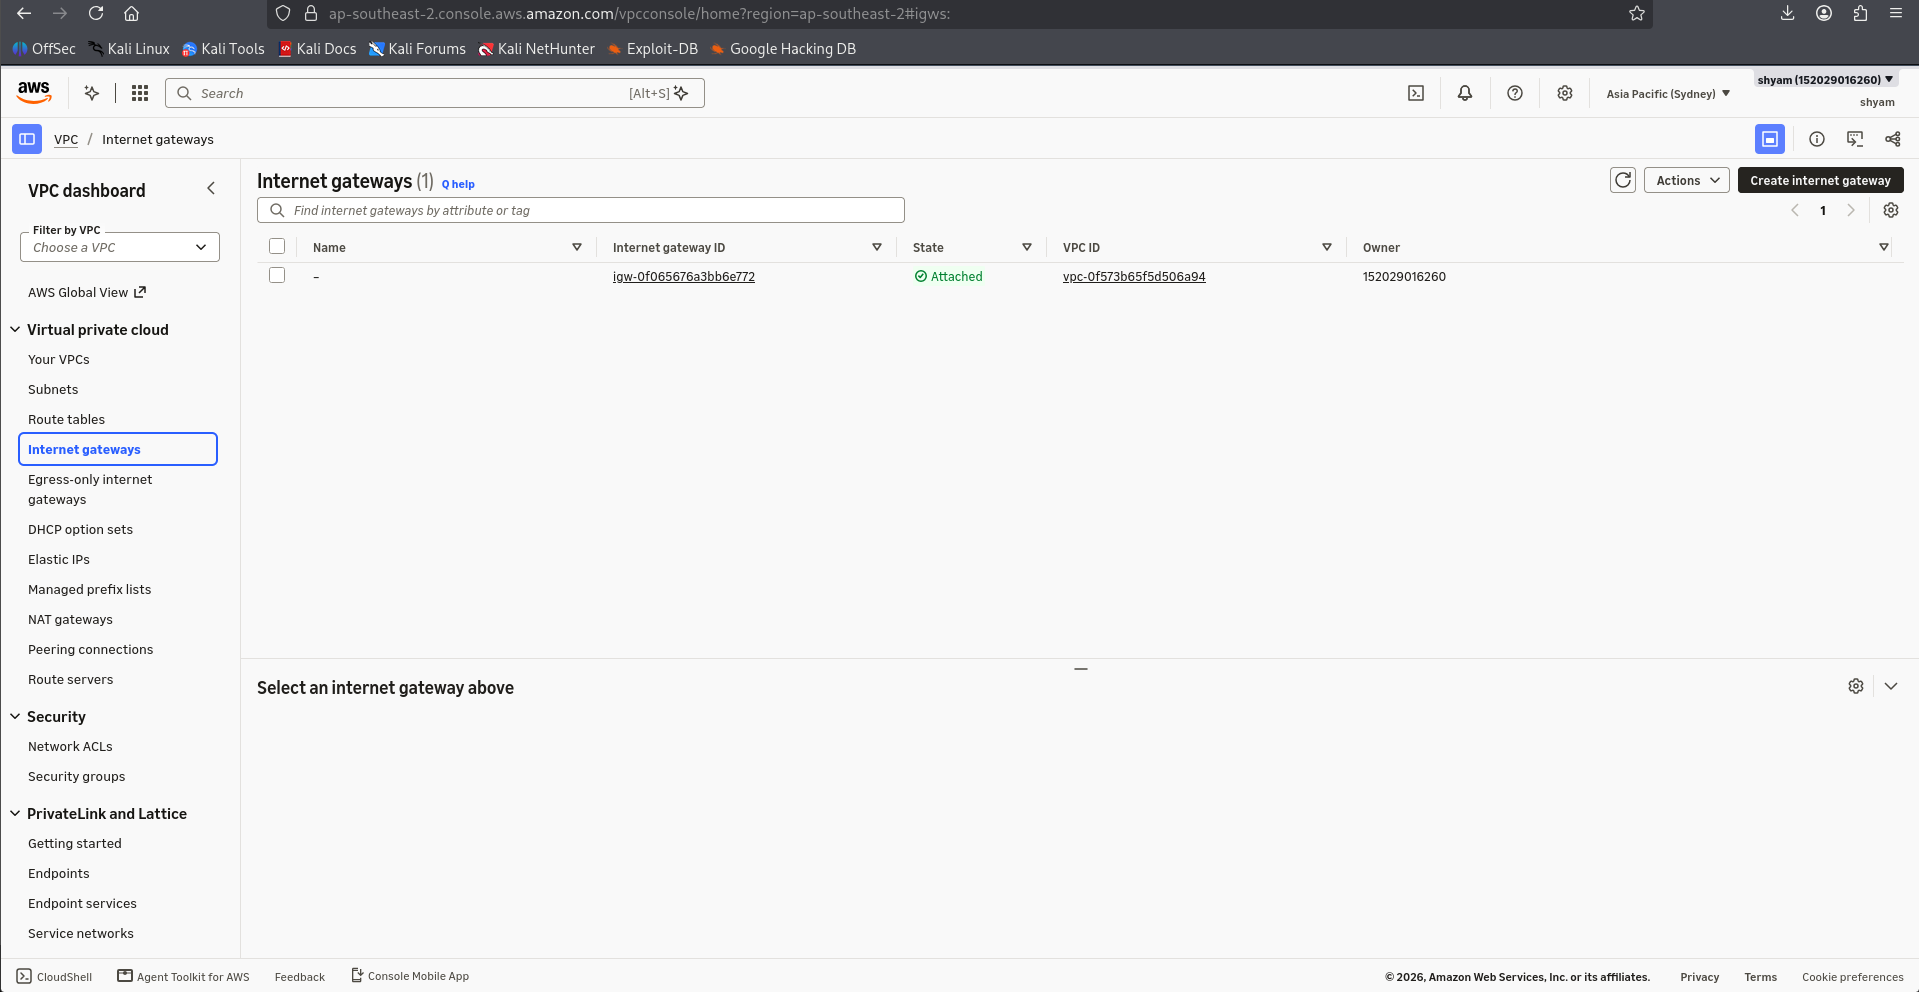 ap-southeast-2.console.aws.amazon.com/vpcconsole/home?region=ap-southeast-2#igws:
OffSec Kali Linux Kali Tools Kali Docs Kali Forums Kali NetHunter Exploit-DB Google Hacking DB
aws Search [Alt+S] Asia Pacific (Sydney) shyam (152029016260)
shyam
VPC / Internet gateways
VPC dashboard
Filter by VPC
Choose a VPC
AWS Global View
Virtual private cloud
Your VPCs
Subnets
Route tables
Internet gateways
Egress-only internet
gateways
DHCP option sets
Elastic IPs
Managed prefix lists
NAT gateways
Peering connections
Route servers
Security
Network ACLs
Security groups
PrivateLink and Lattice
Getting started
Endpoints
Endpoint services
Service networks
Internet gateways (1) Q help Actions Create internet gateway
Find internet gateways by attribute or tag 1
Name Internet gateway ID State VPC ID Owner
– igw-0f065676a3bb6e772 Attached vpc-0f573b65f5d506a94 152029016260
Select an internet gateway above
CloudShell Agent Toolkit for AWS Feedback Console Mobile App © 2026, Amazon Web Services, Inc. or its affiliates. Privacy Terms Cookie preferences